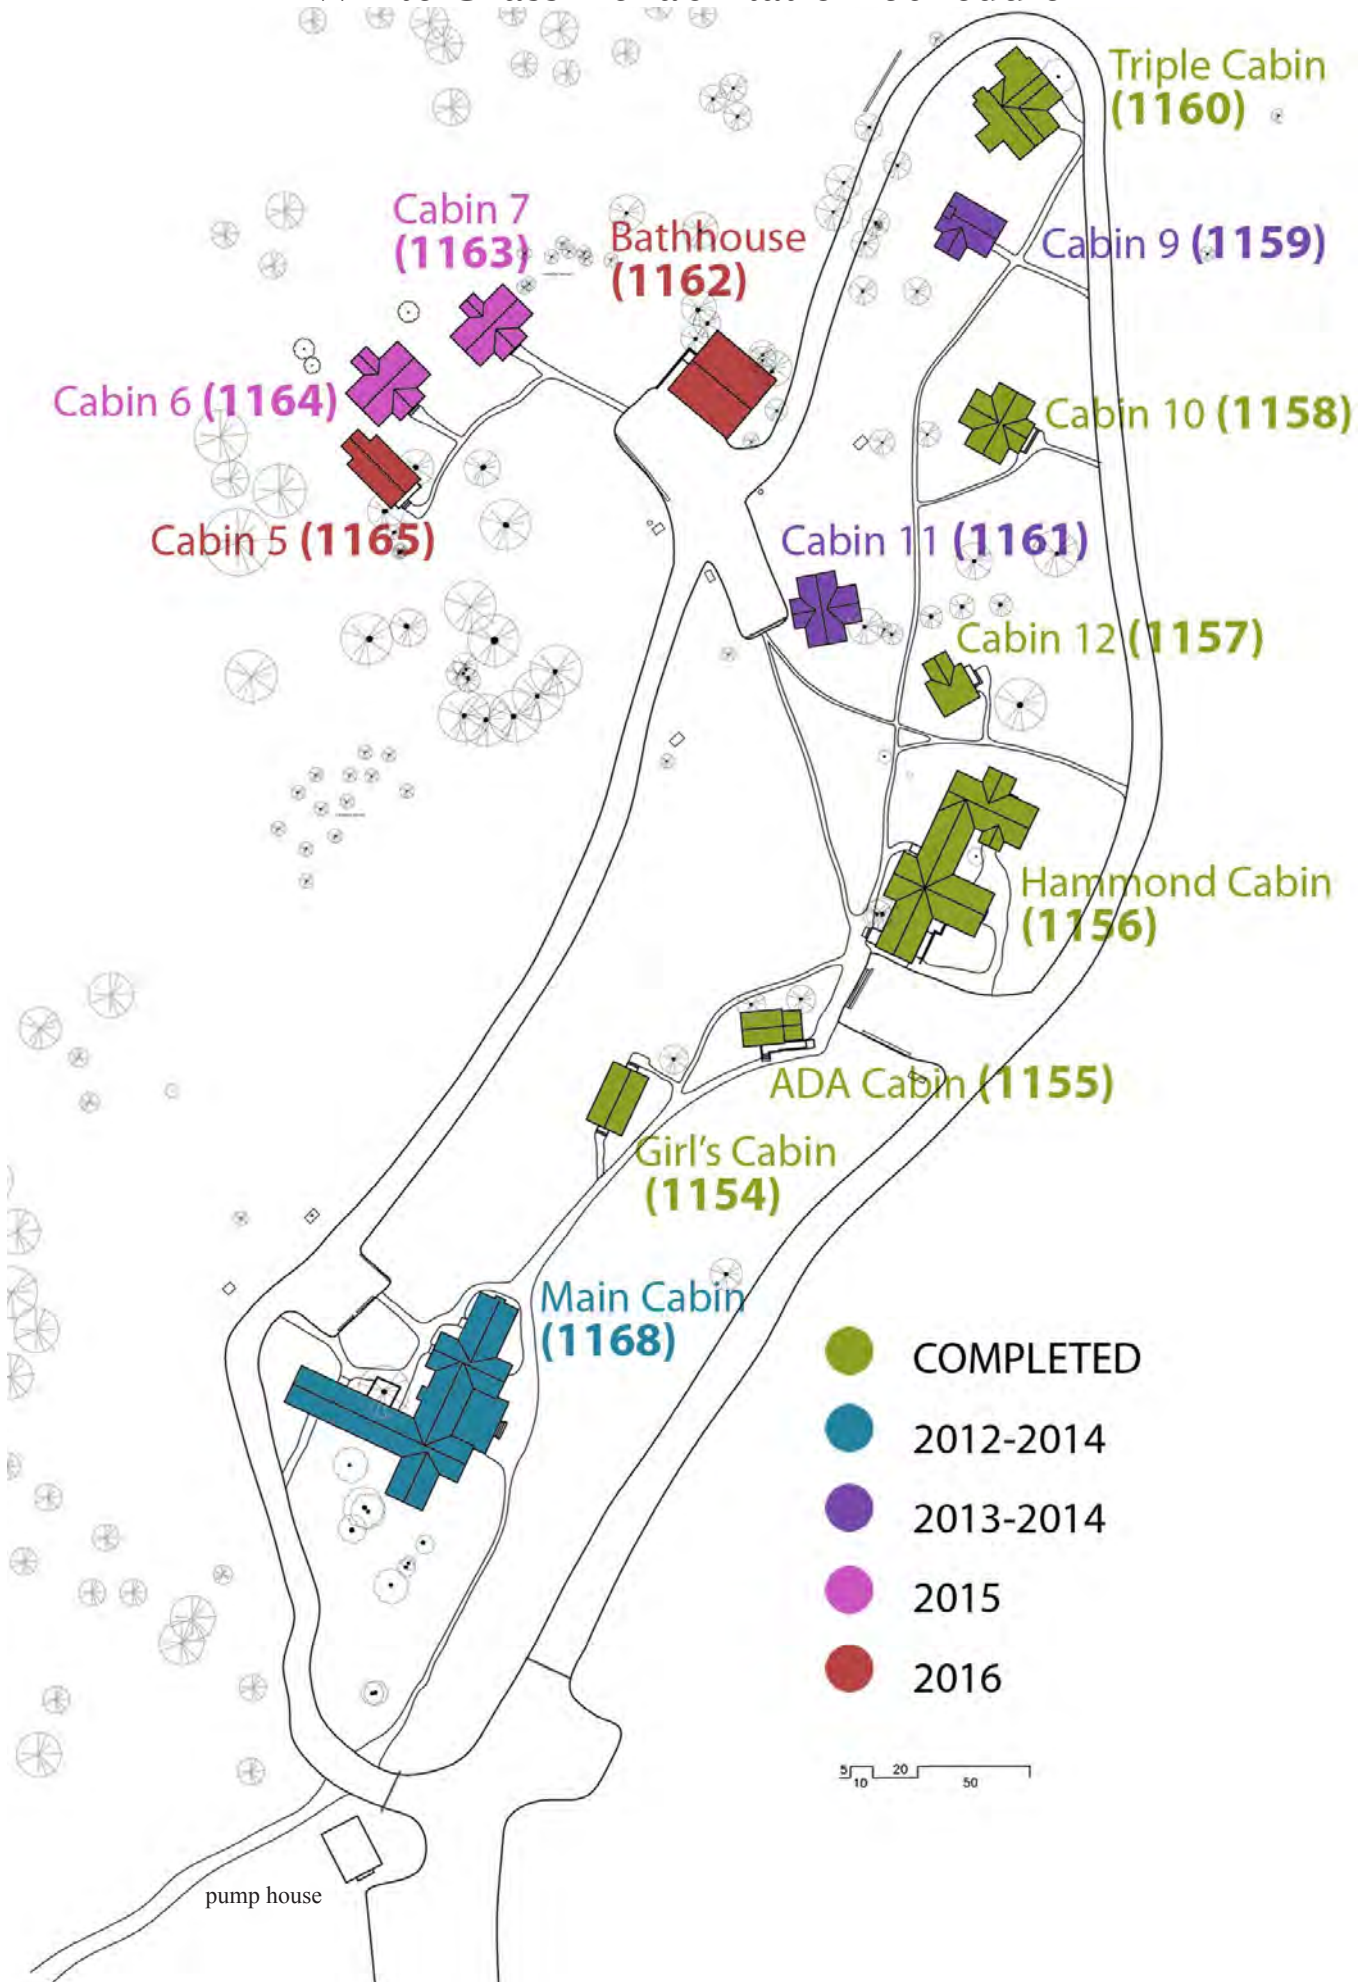 Triple Cabin
(1160)
Cabin 7
(1163)
Bathhouse
(1162)
Cabin 9 (1159)
Cabin 6 (1164)
Cabin 10 (1158)
Cabin 5 (1165)
Cabin 11 (1161)
Cabin 12 (1157)
Hammond Cabin
(1156)
ADA Cabin (1155)
Girl's Cabin
(1154)
Main Cabin
(1168)
COMPLETED
2012-2014
2013-2014
2015
2016
5 20
10 50
pump house